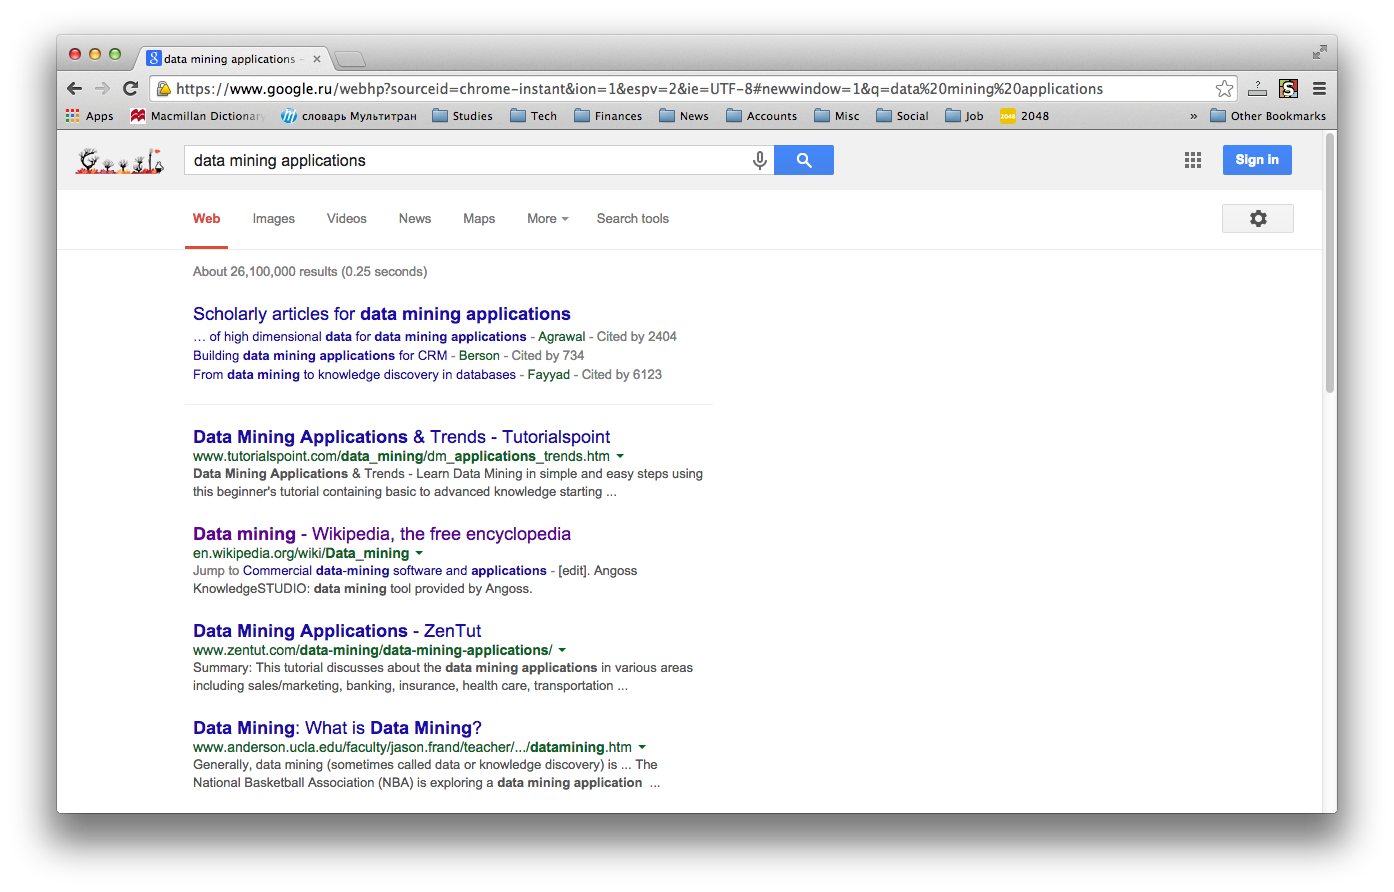 data mining applications -
https://www.google.ru/webhp?sourceid=chrome-instant&ion=1&espv=2&ie=UTF-8#newwindow=1&q=data%20mining%20applications
Apps Macmillan Dictionary словарь Мультитран Studies Tech Finances News Accounts Misc Social Job 2048 2048 » Other Bookmarks
data mining applications Sign in
Web Images Videos News Maps More Search tools
About 26,100,000 results (0.25 seconds)
Scholarly articles for data mining applications
... of high dimensional data for data mining applications - Agrawal - Cited by 2404
Building data mining applications for CRM - Berson - Cited by 734
From data mining to knowledge discovery in databases - Fayyad - Cited by 6123
Data Mining Applications & Trends - Tutorialspoint
www.tutorialspoint.com/data_mining/dm_applications_trends.htm
Data Mining Applications & Trends - Learn Data Mining in simple and easy steps using
this beginner's tutorial containing basic to advanced knowledge starting ...
Data mining - Wikipedia, the free encyclopedia
en.wikipedia.org/wiki/Data_mining
Jump to Commercial data-mining software and applications - [edit]. Angoss
KnowledgeSTUDIO: data mining tool provided by Angoss.
Data Mining Applications - ZenTut
www.zentut.com/data-mining/data-mining-applications/
Summary: This tutorial discusses about the data mining applications in various areas
including sales/marketing, banking, insurance, health care, transportation ...
Data Mining: What is Data Mining?
www.anderson.ucla.edu/faculty/jason.frand/teacher/.../datamining.htm
Generally, data mining (sometimes called data or knowledge discovery) is ... The
National Basketball Association (NBA) is exploring a data mining application ...